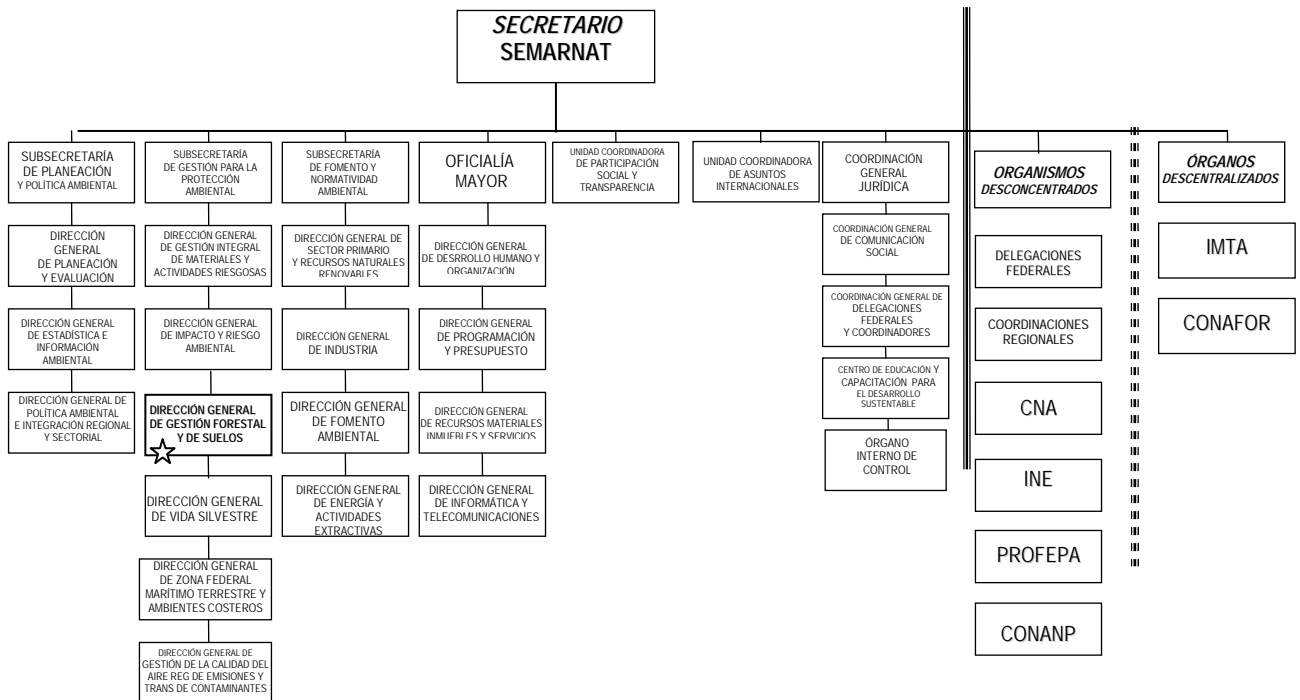 SECRETARIO
SEMARNAT
SUBSECRETARÍA
DE PLANEACIÓN
Y POLÍTICA AMBIENTAL
DIRECCIÓN
GENERAL
DE PLANEACIÓN
Y EVALUACIÓN
DIRECCIÓN GENERAL
DE ESTADÍSTICA E
INFORMACIÓN
AMBIENTAL
DIRECCIÓN GENERAL DE
POLÍTICA AMBIENTAL
E INTEGRACIÓN REGIONAL
Y SECTORIAL
SUBSECRETARÍA
DE GESTIÓN PARA LA
PROTECCIÓN
AMBIENTAL
DIRECCIÓN GENERAL
DE GESTIÓN INTEGRAL
DE MATERIALES Y
ACTIVIDADES RIESGOSAS
DIRECCIÓN GENERAL
DE IMPACTO Y RIESGO
AMBIENTAL
DIRECCIÓN GENERAL
DE GESTIÓN FORESTAL
Y DE SUELOS
DIRECCIÓN GENERAL
DE VIDA SILVESTRE
DIRECCIÓN GENERAL
DE ZONA FEDERAL
MARÍTIMO TERRESTRE Y
AMBIENTES COSTEROS
DIRECCIÓN GENERAL DE
GESTIÓN DE LA CALIDAD DEL
AIRE REG DE EMISIONES Y
TRANS DE CONTAMINANTES
SUBSECRETARÍA
DE FOMENTO Y
NORMATIVIDAD
AMBIENTAL
DIRECCIÓN GENERAL DE
SECTOR PRIMARIO
Y RECURSOS NATURALES
RENOVABLES
DIRECCIÓN GENERAL
DE INDUSTRIA
DIRECCIÓN GENERAL
DE FOMENTO
AMBIENTAL
DIRECCIÓN GENERAL
DE ENERGÍA Y
ACTIVIDADES
EXTRACTIVAS
OFICIALÍA
MAYOR
DIRECCIÓN GENERAL
DE DESRROLLO HUMANO Y
ORGANIZACIÓN
DIRECCIÓN GENERAL
DE PROGRAMACIÓN
Y PRESUPUESTO
DIRECCIÓN GENERAL
DE RECURSOS MATERIALES
INMUEBLES Y SERVICIOS
DIRECCIÓN GENERAL
DE INFORMÁTICA Y
TELECOMUNICACIONES
UNIDAD COORDINADORA
DE PARTICIPACIÓN
SOCIAL Y
TRANSPARENCIA
UNIDAD COORDINADORA
DE ASUNTOS
INTERNACIONALES
COORDINACIÓN
GENERAL
JURÍDICA
COORDINACIÓN GENERAL
DE COMUNICACIÓN
SOCIAL
COORDINACIÓN GENERAL DE
DELEGACIONES
FEDERALES
Y COORDINADORES
CENTRO DE EDUCACIÓN Y
CAPACITACIÓN PARA
EL DESARROLLO
SUSTENTABLE
ÓRGANO
INTERNO DE
CONTROL
ORGANISMOS
DESCONCENTRADOS
DELEGACIONES
FEDERALES
COORDINACIONES
REGIONALES
CNA
INE
PROFEPA
CONANP
ÓRGANOS
DESCENTRALIZADOS
IMTA
CONAFOR